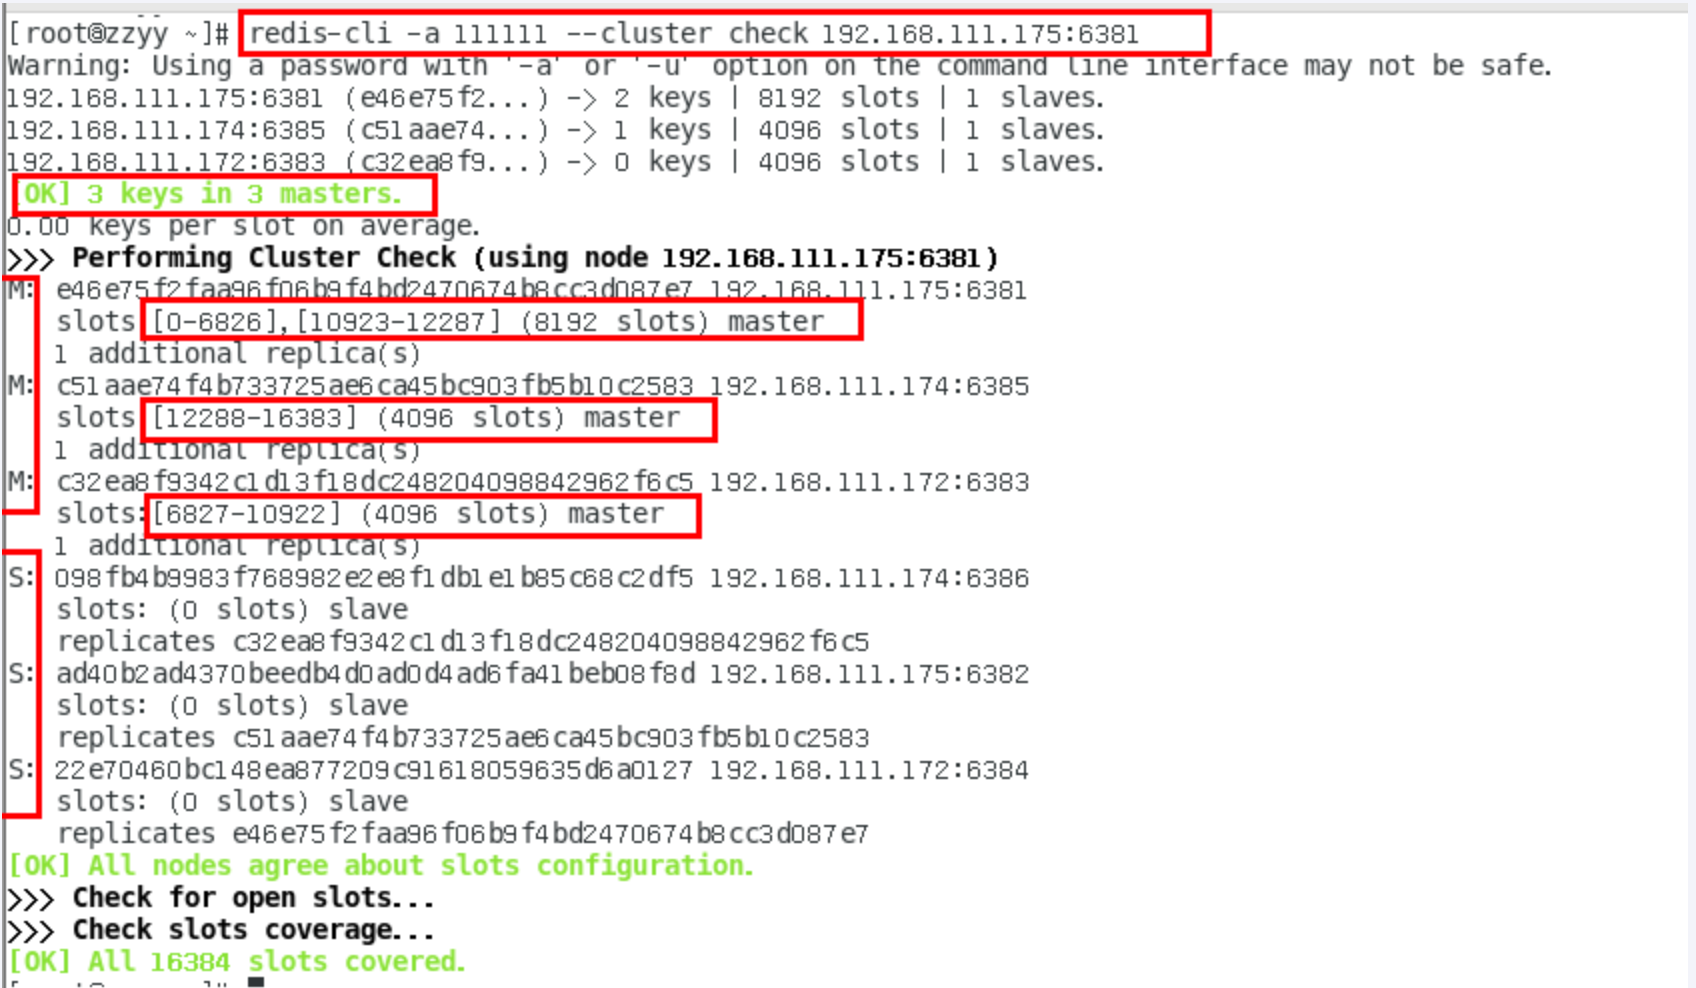 [root@zzyy ~]# redis-cli -a 111111 --cluster check 192.168.111.175:6381
Warning: Using a password with '-a' or '-u' option on the command line interface may not be safe.
192.168.111.175:6381 (e46e75f2...) -> 2 keys | 8192 slots | 1 slaves.
192.168.111.174:6385 (c51aae74...) -> 1 keys | 4096 slots | 1 slaves.
192.168.111.172:6383 (c32ea8f9...) -> 0 keys | 4096 slots | 1 slaves.
[OK] 3 keys in 3 masters.
0.00 keys per slot on average.
>>> Performing Cluster Check (using node 192.168.111.175:6381)
M: e46e75f2faa96f06b9f4bd2470674b8cc3d087e7 192.168.111.175:6381
slots:[0-6826],[10923-12287] (8192 slots) master
1 additional replica(s)
M: c51aae74f4b733725ae6ca45bc903fb5b10c2583 192.168.111.174:6385
slots:[12288-16383] (4096 slots) master
1 additional replica(s)
M: c32ea8f9342c1d13f18dc248204098842962f6c5 192.168.111.172:6383
slots:[6827-10922] (4096 slots) master
1 additional replica(s)
S: 098fb4b9983f768982e2e8f1db1e1b85c68c2df5 192.168.111.174:6386
slots: (0 slots) slave
replicates c32ea8f9342c1d13f18dc248204098842962f6c5
S: ad40b2ad4370beedb4d0ad0d4ad6fa41beb08f8d 192.168.111.175:6382
slots: (0 slots) slave
replicates c51aae74f4b733725ae6ca45bc903fb5b10c2583
S: 22e70460bc148ea877209c91618059635d6a0127 192.168.111.172:6384
slots: (0 slots) slave
replicates e46e75f2faa96f06b9f4bd2470674b8cc3d087e7
[OK] All nodes agree about slots configuration.
>>> Check for open slots...
>>> Check slots coverage...
[OK] All 16384 slots covered.